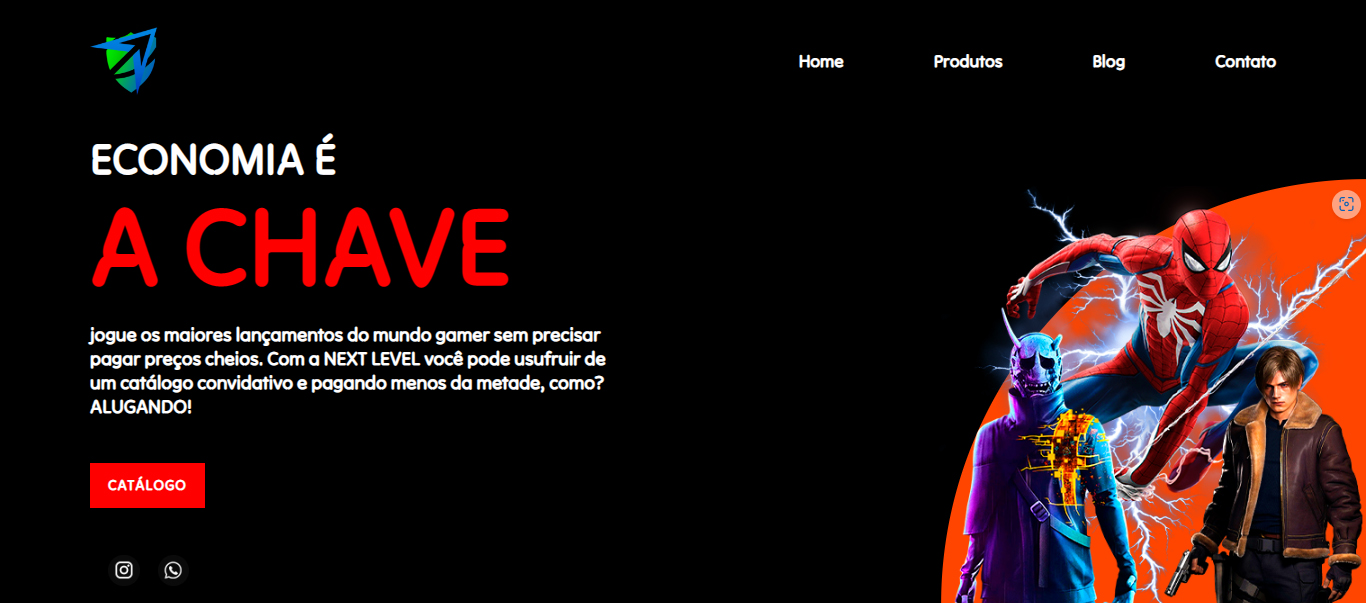 Home Produtos Blog Contato
ECONOMIA É
A CHAVE
jogue os maiores lançamentos do mundo gamer sem precisar
pagar preços cheios. Com a NEXT LEVEL você pode usufruir de
um catálogo convidativo e pagando menos da metade, como?
ALUGANDO!
CATÁLOGO